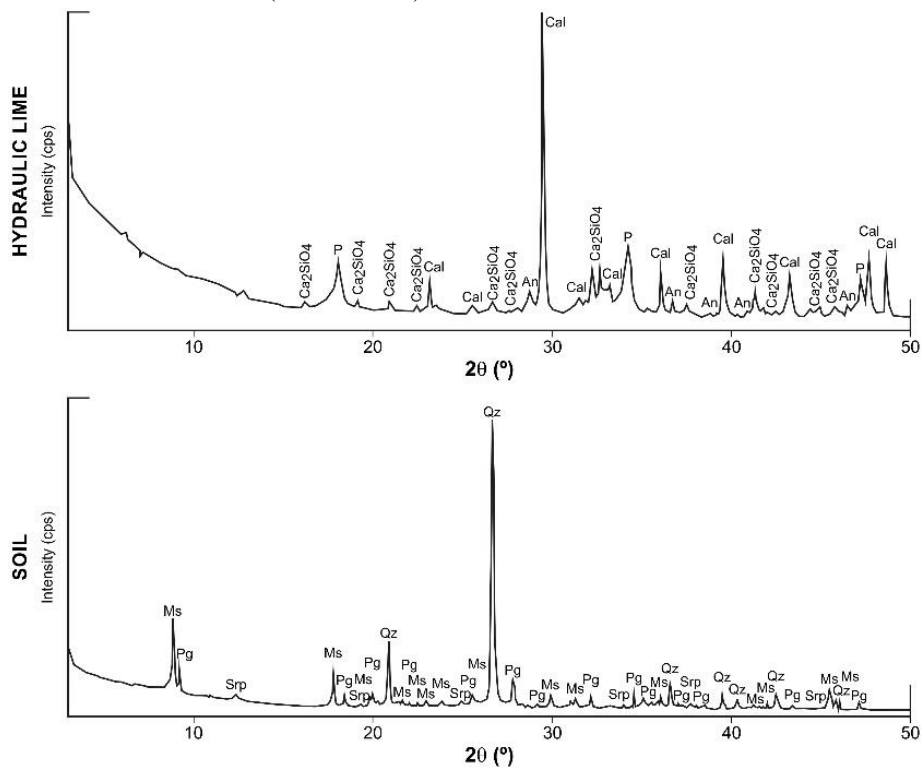 HYDRAULIC LIME
Intensity (cps)
Cal
Ca2SiO4
P
Ca2SiO4
Ca2SiO4
Ca2SiO4
Cal
Cal
Ca2SiO4
Ca2SiO4
An
Cal
Ca2SiO4
Cal
P
Cal
An
Ca2SiO4
An
Cal
An
Ca2SiO4
Ca2SiO4
Cal
Ca2SiO4
Ca2SiO4
An
P
Cal
Cal
10 20 30 40 50
2θ (º)
SOIL
Intensity (cps)
Ms
Pg
Srp
Ms
Pg
Srp
Ms
Pg
Qz
Ms
Pg
Ms
Ms
Ms
Srp
Pg
Ms
Qz
Pg
Pg
Ms
Ms
Pg
Srp
Pg
Pg
Ms
Qz
Pg
Srp
Pg
Qz
Qz
Ms
Ms
Qz
Pg
Srp
Ms
Qz
Ms
Pg
10 20 30 40 50
2θ (º)